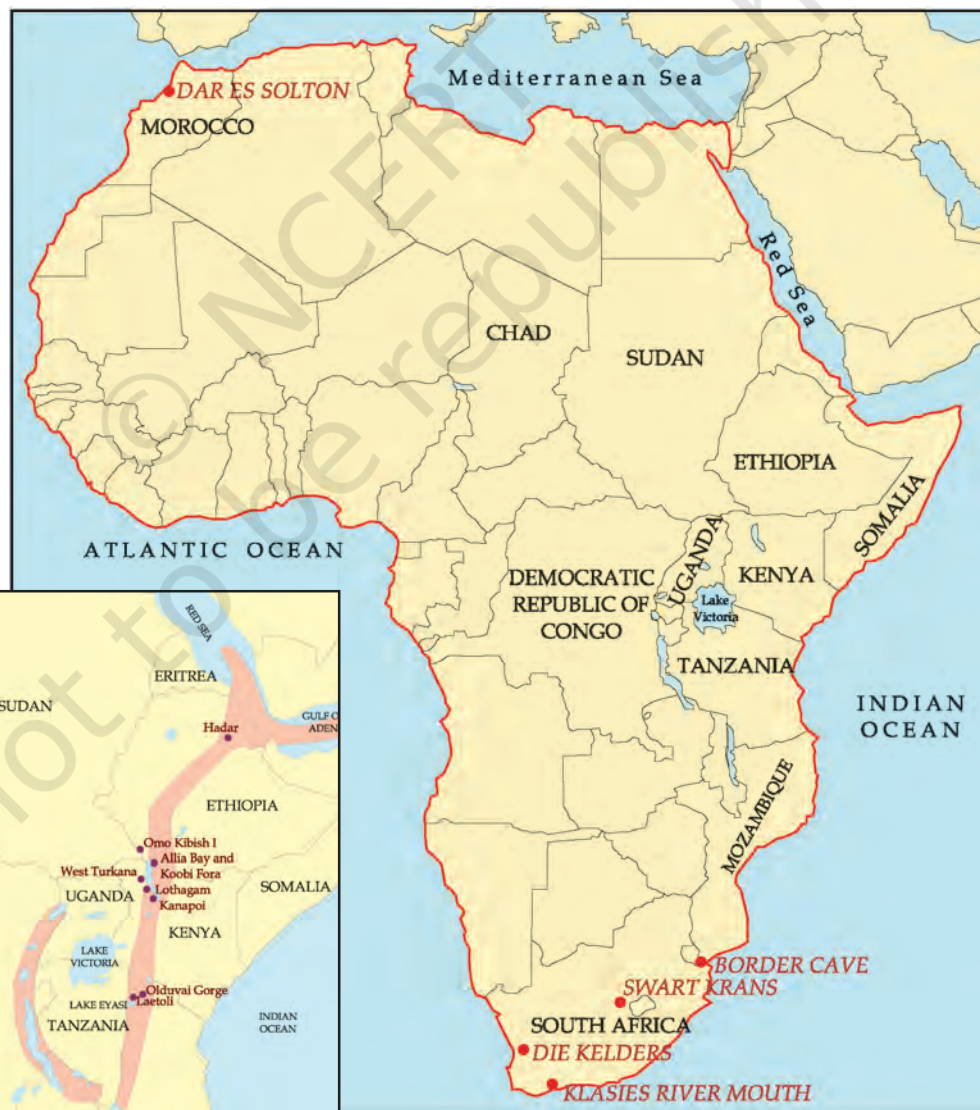 Mediterranean Sea
DAR ES SOLTON
MOROCCO
Red Sea
CHAD
SUDAN
ETHIOPIA
SOMALIA
ATLANTIC OCEAN
UGANDA
KENYA
DEMOCRATIC
REPUBLIC OF
CONGO
Lake
Victoria
TANZANIA
INDIAN
OCEAN
MOZAMBIQUE
BORDER CAVE
SWART KRANS
SOUTH AFRICA
DIE KELDERS
KLASIES RIVER MOUTH
RED SEA
ERITREA
SUDAN
GULF O
ADEN
Hadar
ETHIOPIA
Omo Kibish I
Allia Bay and
Koobi Fora
West Turkana
Lothagam
UGANDA
Kanapoi
SOMALIA
KENYA
LAKE
VICTORIA
Olduvai Gorge
LAKE EYASI
Laetoli
TANZANIA
INDIAN
OCEAN
© NCERT
not to be republish